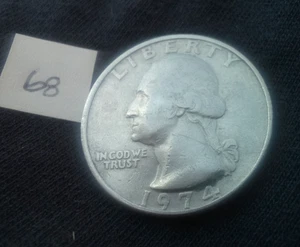 68
LIBERTY
IN GOD WE
TRUST
1974